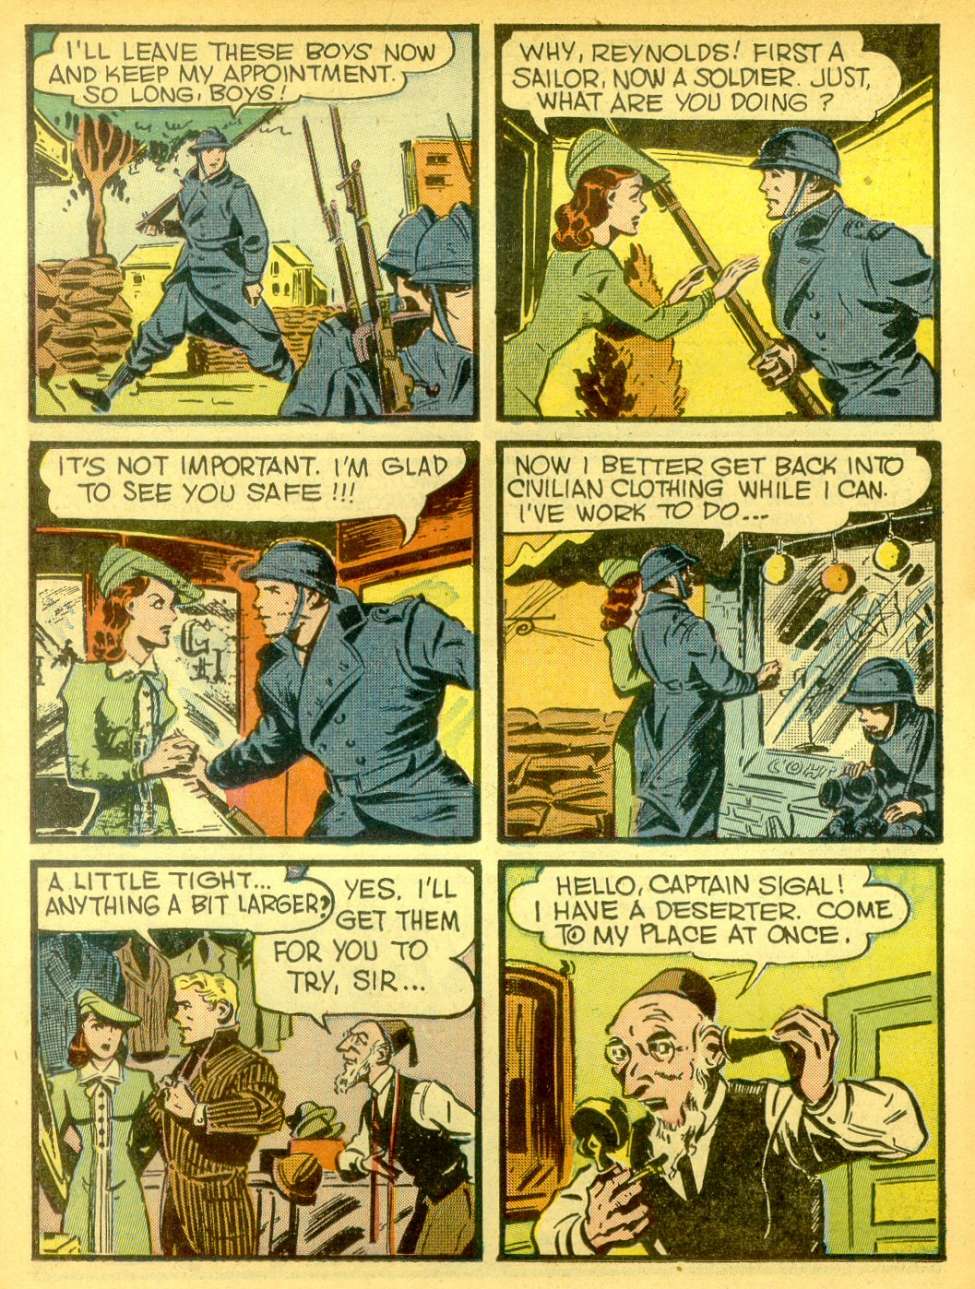 I'LL LEAVE THESE BOYS NOW
AND KEEP MY APPOINTMENT.
SO LONG, BOYS!
WHY, REYNOLDS! FIRST A
SAILOR, NOW A SOLDIER. JUST,
WHAT ARE YOU DOING?
IT'S NOT IMPORTANT. I'M GLAD
TO SEE YOU SAFE!!!
NOW I BETTER GET BACK INTO
CIVILIAN CLOTHING WHILE I CAN.
I'VE WORK TO DO...
A LITTLE TIGHT...
ANYTHING A BIT LARGER?
YES, I'LL
GET THEM
FOR YOU TO
TRY, SIR...
HELLO, CAPTAIN SIGAL!
I HAVE A DESERTER. COME
TO MY PLACE AT ONCE.